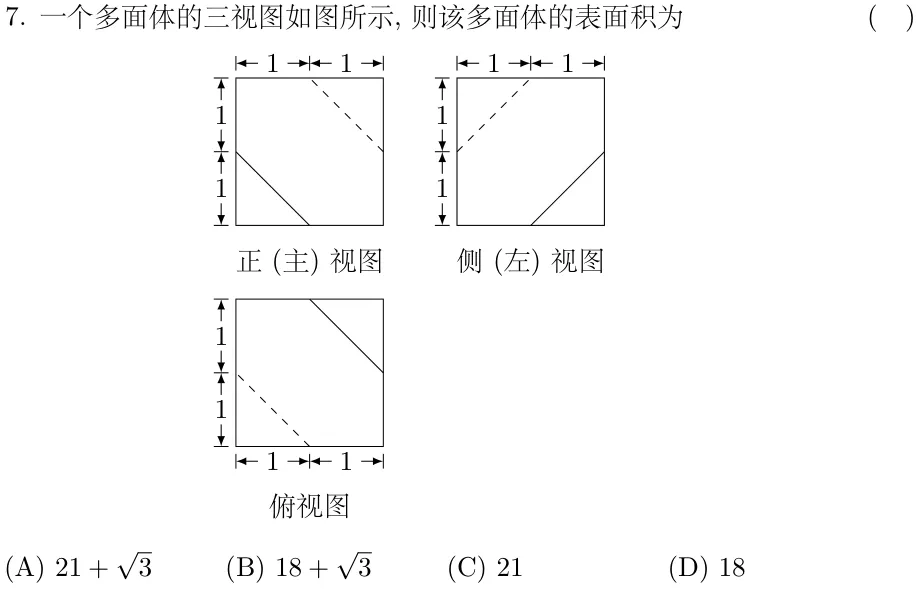 7. 一个多面体的三视图如图所示, 则该多面体的表面积为 ( )
1 1 1 1
1 1
1 1
正 (主) 视图 侧 (左) 视图
1
1
1 1
俯视图
(A) 21 + √3 (B) 18 + √3 (C) 21 (D) 18